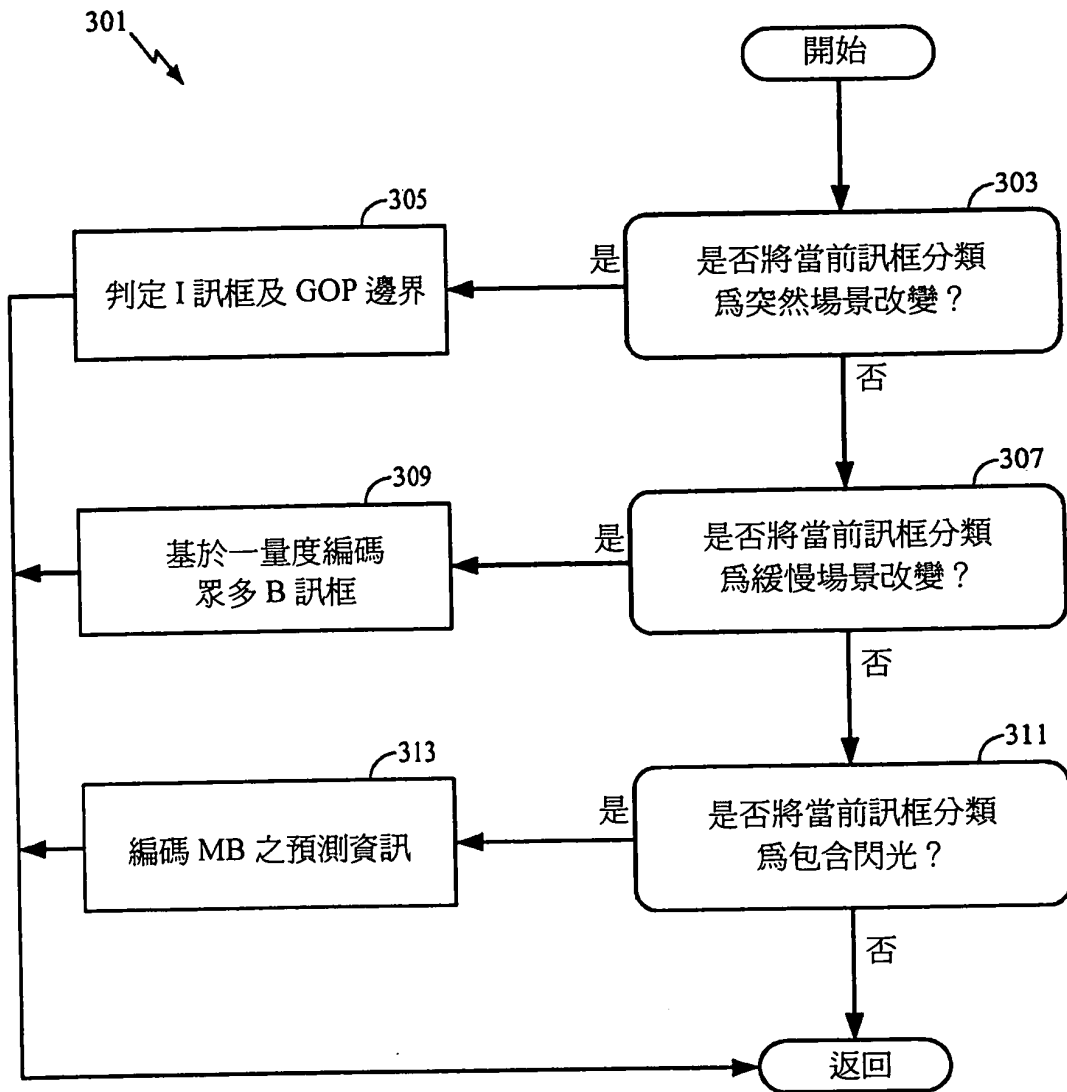 301
開始
303
是否將當前訊框分類
爲突然場景改變？
是
305
判定 I 訊框及 GOP 邊界
否
307
是否將當前訊框分類
爲緩慢場景改變？
是
309
基於一量度編碼
眾多 B 訊框
否
311
是否將當前訊框分類
爲包含閃光？
是
313
編碼 MB 之預測資訊
否
返回